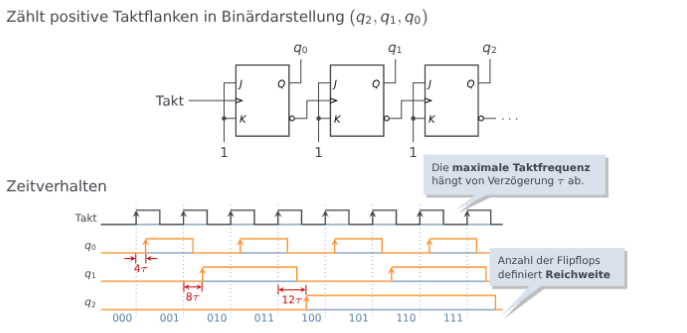 Zählt positive Taktflanken in Binärdarstellung (q₂, q₁, q₀)
q₀ q₁ q₂
J Q J Q J Q
Takt
K K K · · ·
1 1 1
Die maximale Taktfrequenz
hängt von Verzögerung τ ab.
Zeitverhalten
Takt
q₀
4τ
Anzahl der Flipflops
definiert Reichweite
q₁
8τ 12τ
q₂
000 001 010 011 100 101 110 111